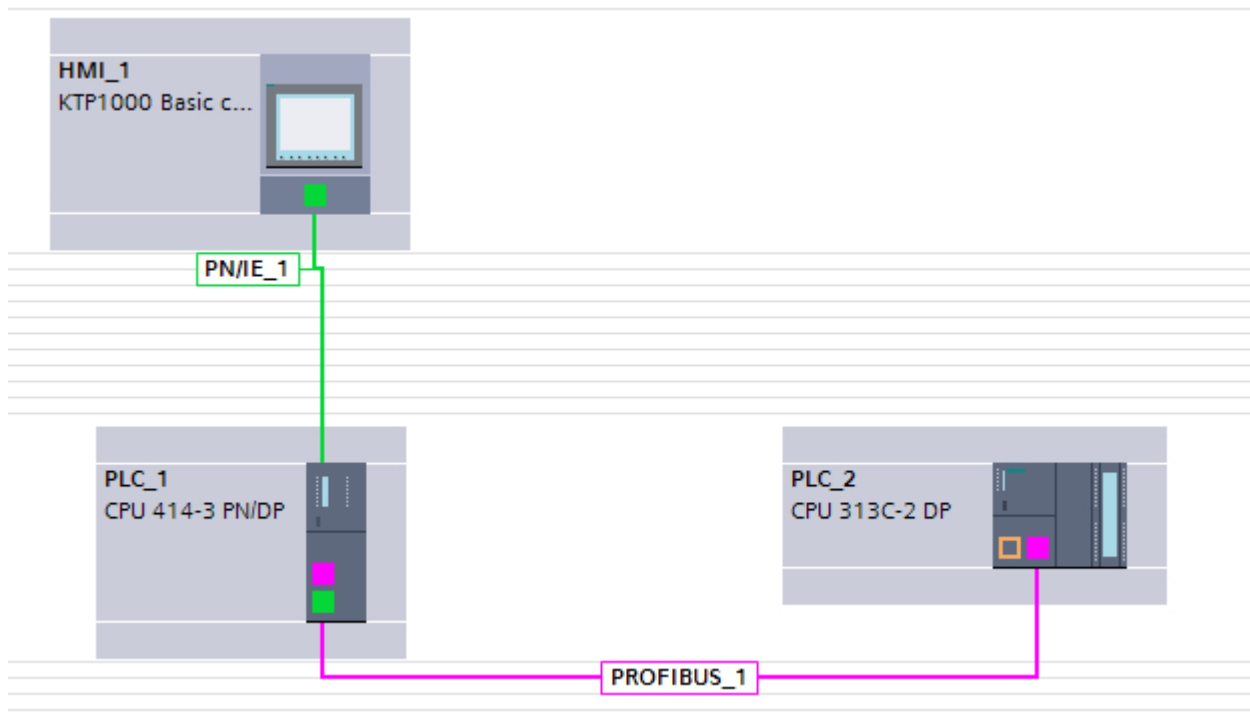 HMI_1
KTP1000 Basic c...
PN/IE_1
PLC_1
CPU 414-3 PN/DP
PLC_2
CPU 313C-2 DP
PROFIBUS_1